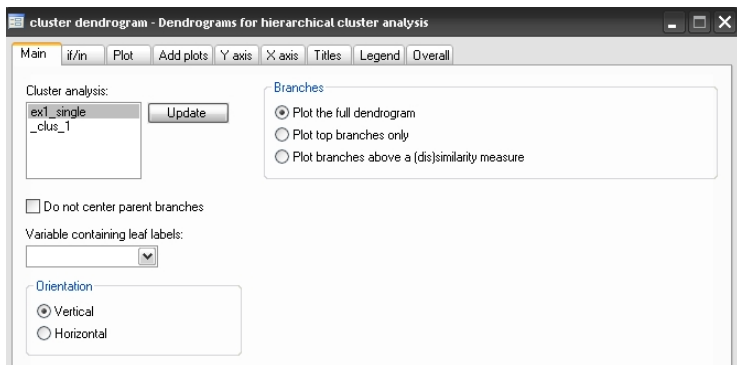 cluster dendrogram - Dendrograms for hierarchical cluster analysis
Main if/in Plot Add plots Y axis X axis Titles Legend Overall
Cluster analysis:
ex1_single
_clus_1
Update
Branches
Plot the full dendrogram
Plot top branches only
Plot branches above a (dis)similarity measure
Do not center parent branches
Variable containing leaf labels:
Orientation
Vertical
Horizontal